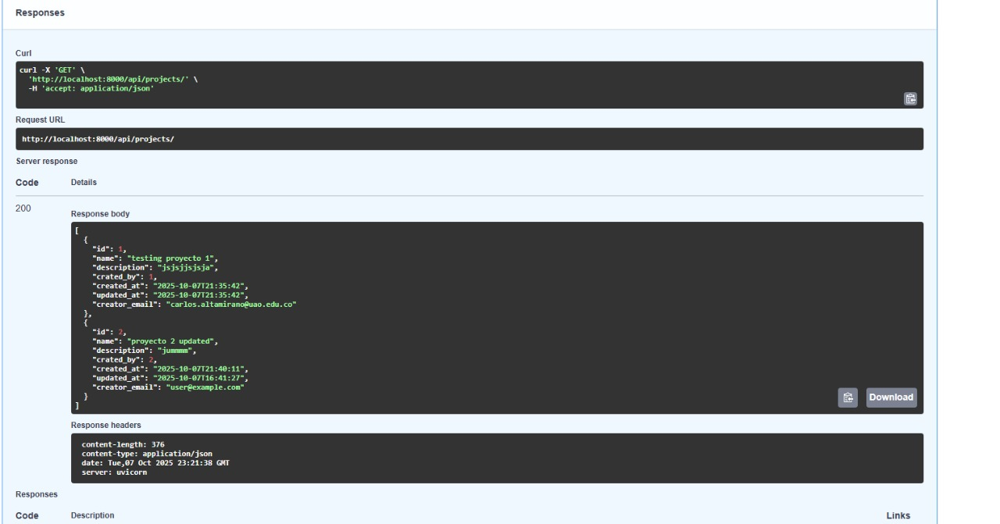 Responses
Curl
curl -X 'GET' \
  'http://localhost:8000/api/projects/' \
  -H 'accept: application/json'
Request URL
http://localhost:8000/api/projects/
Server response
Code Details
200
Response body
[
  {
    "id": 1,
    "name": "testing proyecto 1",
    "description": "jsjsjjsjsja",
    "crated_by": 1,
    "created_at": "2025-10-07T21:35:42",
    "updated_at": "2025-10-07T21:35:42",
    "creator_email": "carlos.altamirano@uao.edu.co"
  },
  {
    "id": 2,
    "name": "proyecto 2 updated",
    "description": "jummmm",
    "crated_by": 2,
    "created_at": "2025-10-07T21:40:11",
    "updated_at": "2025-10-07T16:41:27",
    "creator_email": "user@example.com"
  }
]
Download
Response headers
content-length: 376
content-type: application/json
date: Tue,07 Oct 2025 23:21:38 GMT
server: uvicorn
Responses
Code Description Links